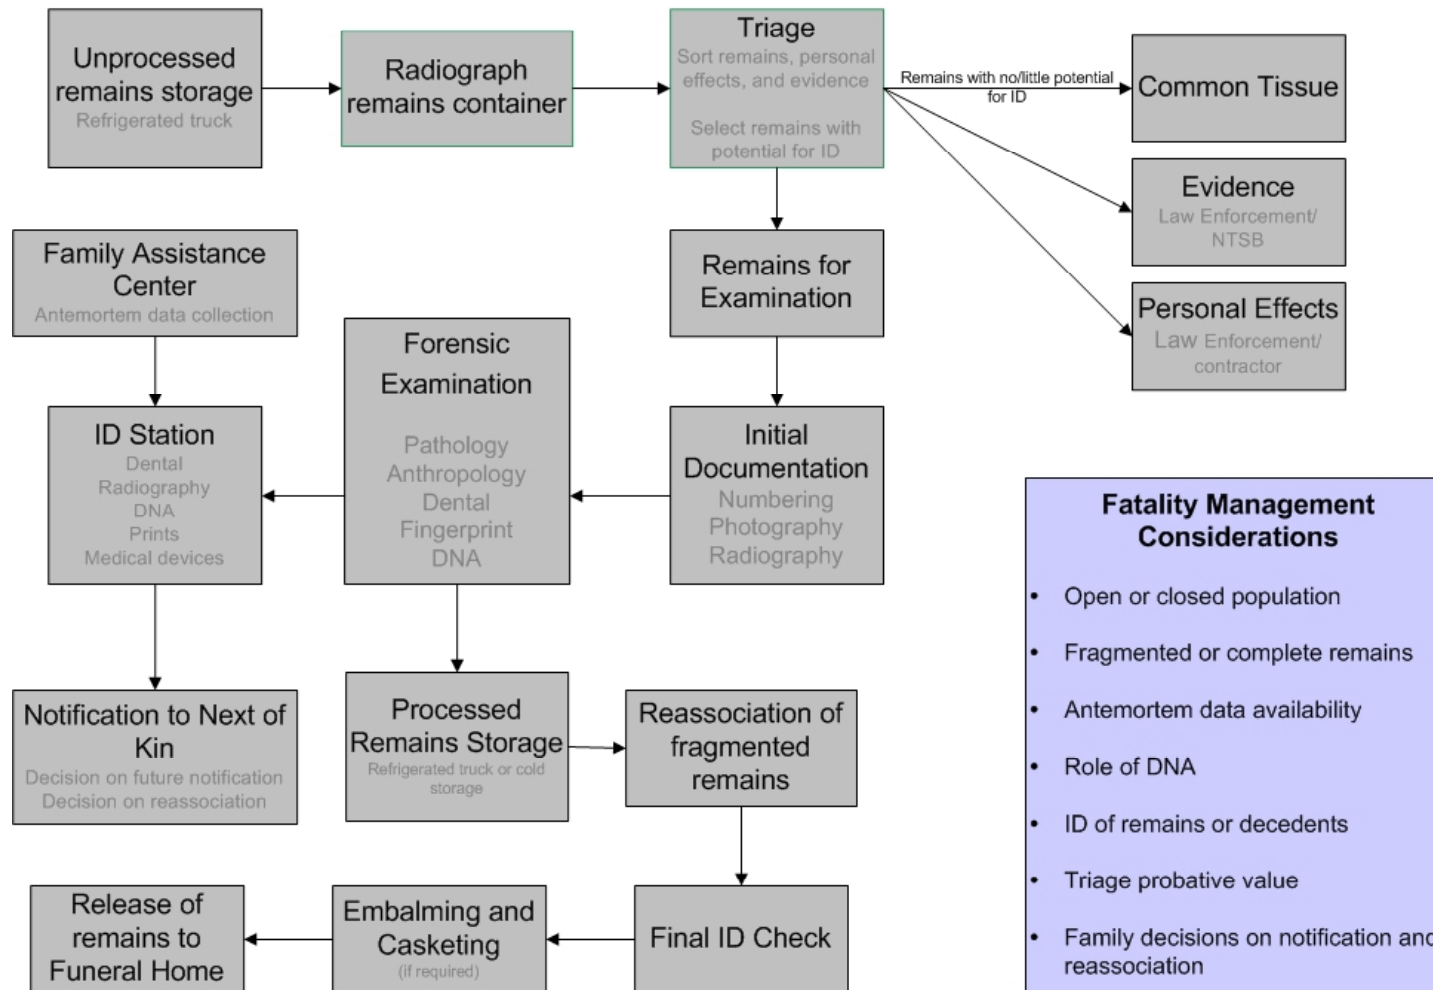 Unprocessed
remains storage
Refrigerated truck
Radiograph
remains container
Triage
Sort remains, personal
effects, and evidence
Select remains with
potential for ID
Remains with no/little potential
for ID
Common Tissue
Evidence
Law Enforcement/
NTSB
Personal Effects
Law Enforcement/
contractor
Family Assistance
Center
Antemortem data collection
Remains for
Examination
Forensic
Examination
Pathology
Anthropology
Dental
Fingerprint
DNA
ID Station
Dental
Radiography
DNA
Prints
Medical devices
Initial
Documentation
Numbering
Photography
Radiography
Notification to Next of
Kin
Decision on future notification
Decision on reassociation
Processed
Remains Storage
Refrigerated truck or cold
storage
Reassociation of
fragmented
remains
Release of
remains to
Funeral Home
Embalming and
Casketing
(if required)
Final ID Check
Fatality Management
Considerations
• Open or closed population
• Fragmented or complete remains
• Antemortem data availability
• Role of DNA
• ID of remains or decedents
• Triage probative value
• Family decisions on notification and
reassociation